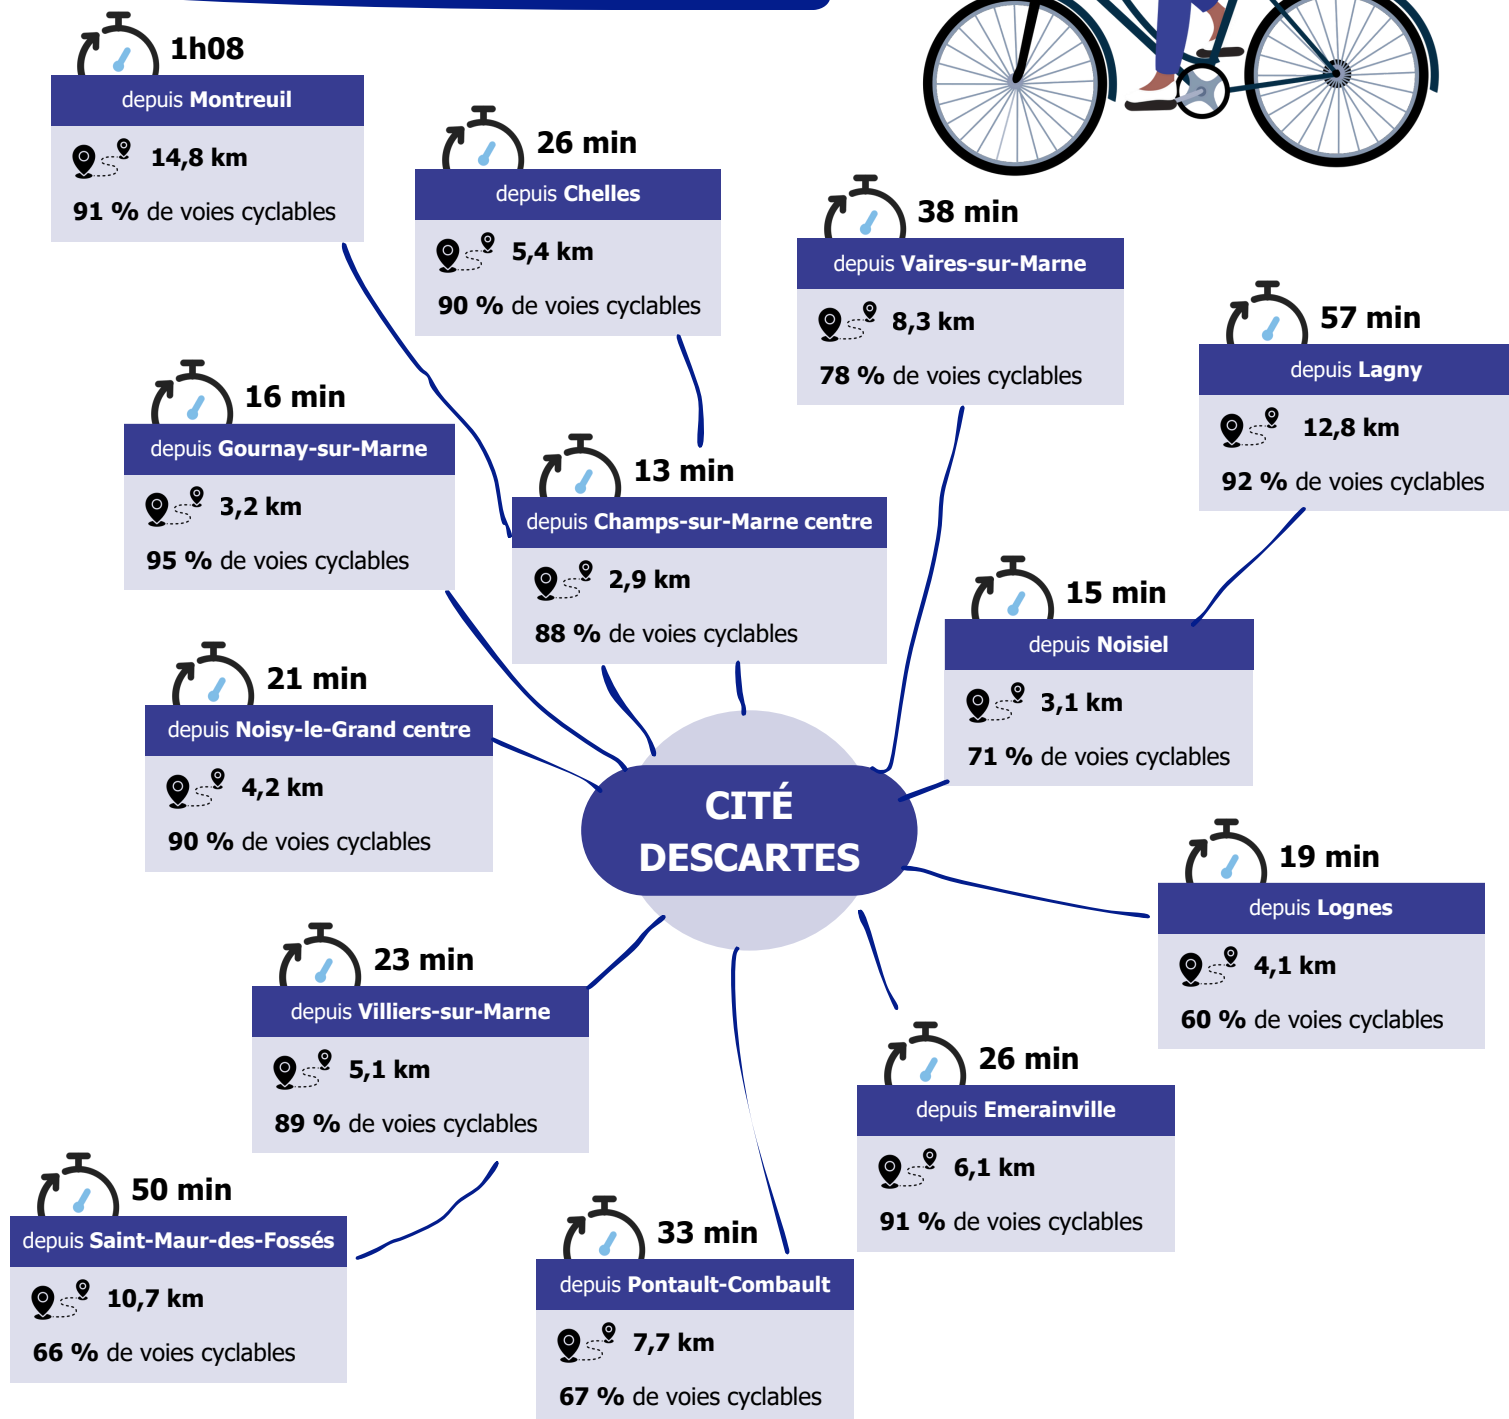 1h08
depuis Montreuil
14,8 km
91 % de voies cyclables
26 min
depuis Chelles
5,4 km
90 % de voies cyclables
38 min
depuis Vaires-sur-Marne
8,3 km
78 % de voies cyclables
57 min
depuis Lagny
12,8 km
92 % de voies cyclables
16 min
depuis Gournay-sur-Marne
3,2 km
95 % de voies cyclables
13 min
depuis Champs-sur-Marne centre
2,9 km
88 % de voies cyclables
15 min
depuis Noisiel
3,1 km
71 % de voies cyclables
21 min
depuis Noisy-le-Grand centre
4,2 km
90 % de voies cyclables
CITÉ
DESCARTES
19 min
depuis Lognes
4,1 km
60 % de voies cyclables
23 min
depuis Villiers-sur-Marne
5,1 km
89 % de voies cyclables
26 min
depuis Emerainville
6,1 km
91 % de voies cyclables
50 min
depuis Saint-Maur-des-Fossés
10,7 km
66 % de voies cyclables
33 min
depuis Pontault-Combault
7,7 km
67 % de voies cyclables